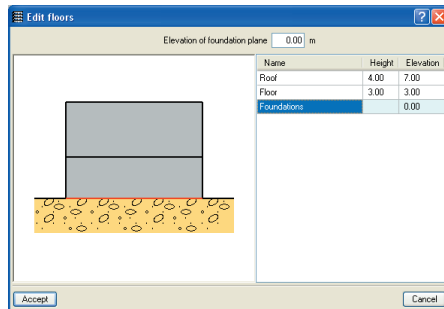 Edit floors
Elevation of foundation plane 0.00 m
Name Height Elevation
Roof 4.00 7.00
Floor 3.00 3.00
Foundations 0.00
Accept Cancel